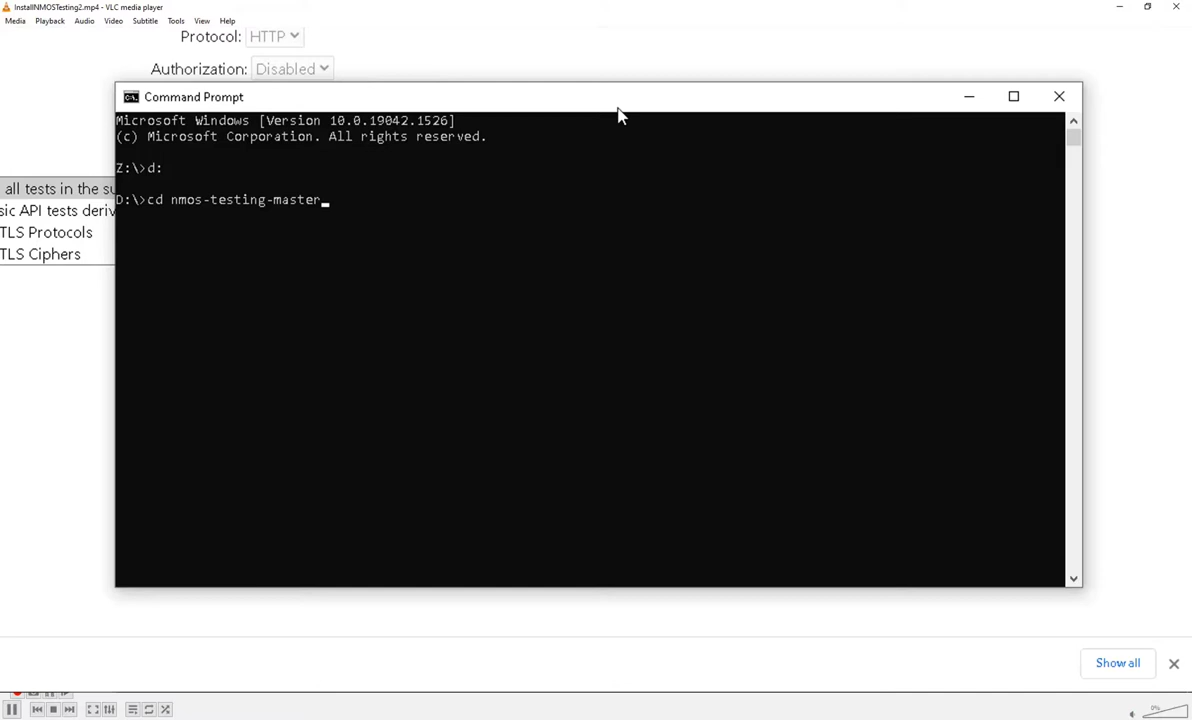 InstallNMOSTesting2.mp4 - VLC media player
Media Playback Audio Video Subtitle Tools View Help
Protocol: HTTP
Authorization: Disabled
Command Prompt
Microsoft Windows [Version 10.0.19042.1526]
(c) Microsoft Corporation. All rights reserved.
Z:\>d:
D:\>cd nmos-testing-master_
all tests in the su
sic API tests deriv
TLS Protocols
TLS Ciphers
Show all
0%